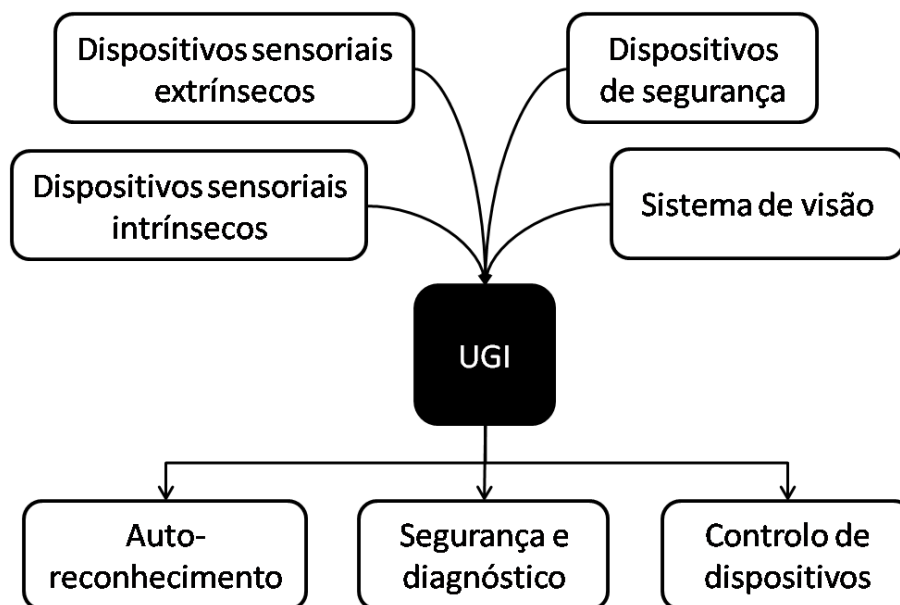 Dispositivos sensoriais
extrínsecos
Dispositivos
de segurança
Dispositivos sensoriais
intrínsecos
Sistema de visão
UGI
Auto-
reconhecimento
Segurança e
diagnóstico
Controlo de
dispositivos